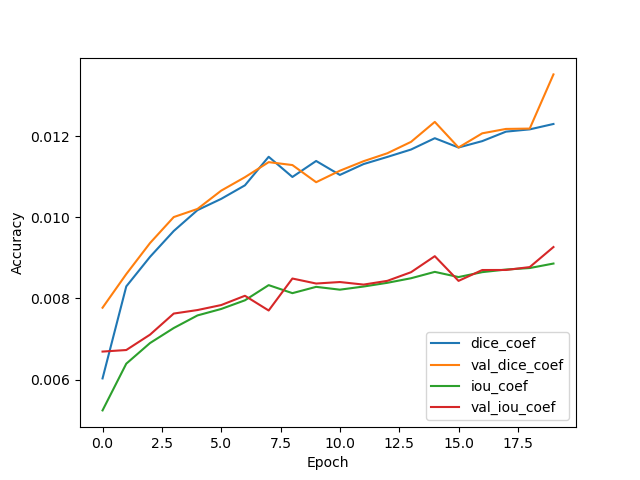 0.012
0.010
0.008
0.006
Accuracy
0.0
2.5
5.0
7.5
10.0
12.5
15.0
17.5
Epoch
dice_coef
val_dice_coef
iou_coef
val_iou_coef